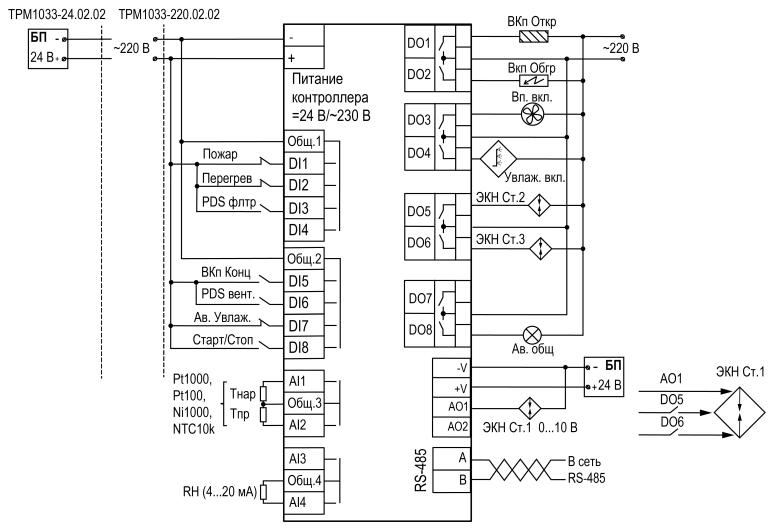 ТРМ1033-24.02.02
ТРМ1033-220.02.02
БП -
24 В +
~220 В
-
+
Питание
контроллера
=24 В/~230 В
Общ.1
Пожар
DI1
Перегрев
DI2
PDS флтр
DI3
DI4
Общ.2
ВКп Конц
DI5
PDS вент.
DI6
Ав. Увлаж.
DI7
Старт/Стоп
DI8
Pt1000,
Pt100,
Ni1000,
NTC10k
Тнар
Тпр
AI1
Общ.3
AI2
AI3
Общ.4
AI4
RH (4...20 мА)
ВКп Откр
DO1
~220 В
DO2
Вкп Обгр
Вп. вкл.
DO3
DO4
Увлаж. вкл.
ЭКН Ст.2
DO5
DO6
ЭКН Ст.3
DO7
DO8
Ав. общ
-V
+V
AO1
AO2
- БП
+ 24 В
ЭКН Ст.1 0...10 В
RS-485
A
B
В сеть
RS-485
ЭКН Ст.1
AO1
DO5
DO6